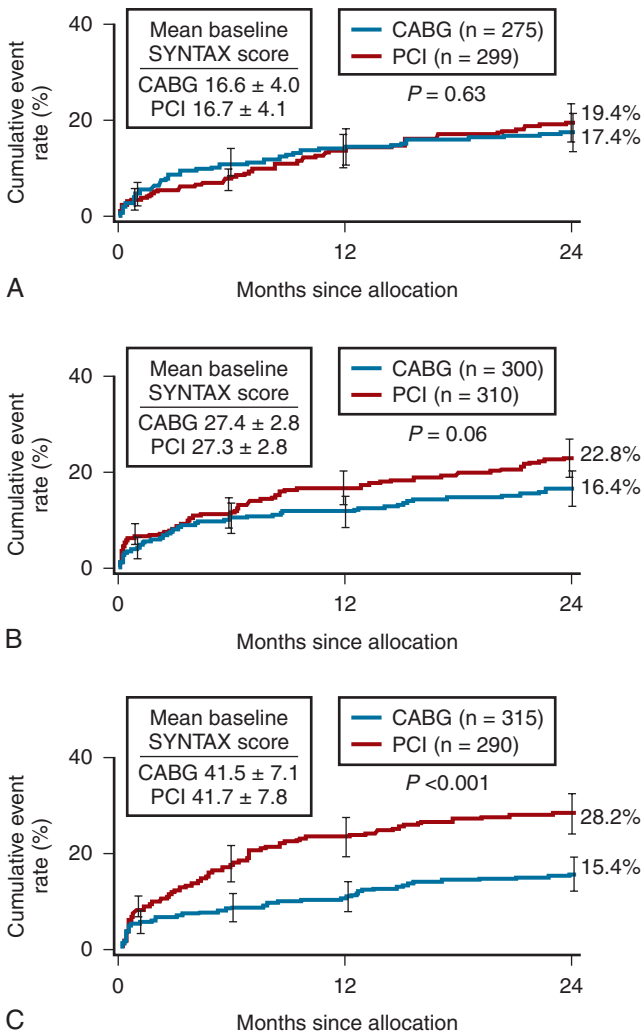 Mean baseline
SYNTAX score
CABG 16.6 ± 4.0
PCI 16.7 ± 4.1
CABG (n = 275)
PCI (n = 299)
P = 0.63
Cumulative event
rate (%)
40
20
0
19.4%
17.4%
0
12
24
Months since allocation
A
Mean baseline
SYNTAX score
CABG 27.4 ± 2.8
PCI 27.3 ± 2.8
CABG (n = 300)
PCI (n = 310)
P = 0.06
Cumulative event
rate (%)
40
20
0
22.8%
16.4%
0
12
24
Months since allocation
B
Mean baseline
SYNTAX score
CABG 41.5 ± 7.1
PCI 41.7 ± 7.8
CABG (n = 315)
PCI (n = 290)
P <0.001
Cumulative event
rate (%)
40
20
0
28.2%
15.4%
0
12
24
Months since allocation
C